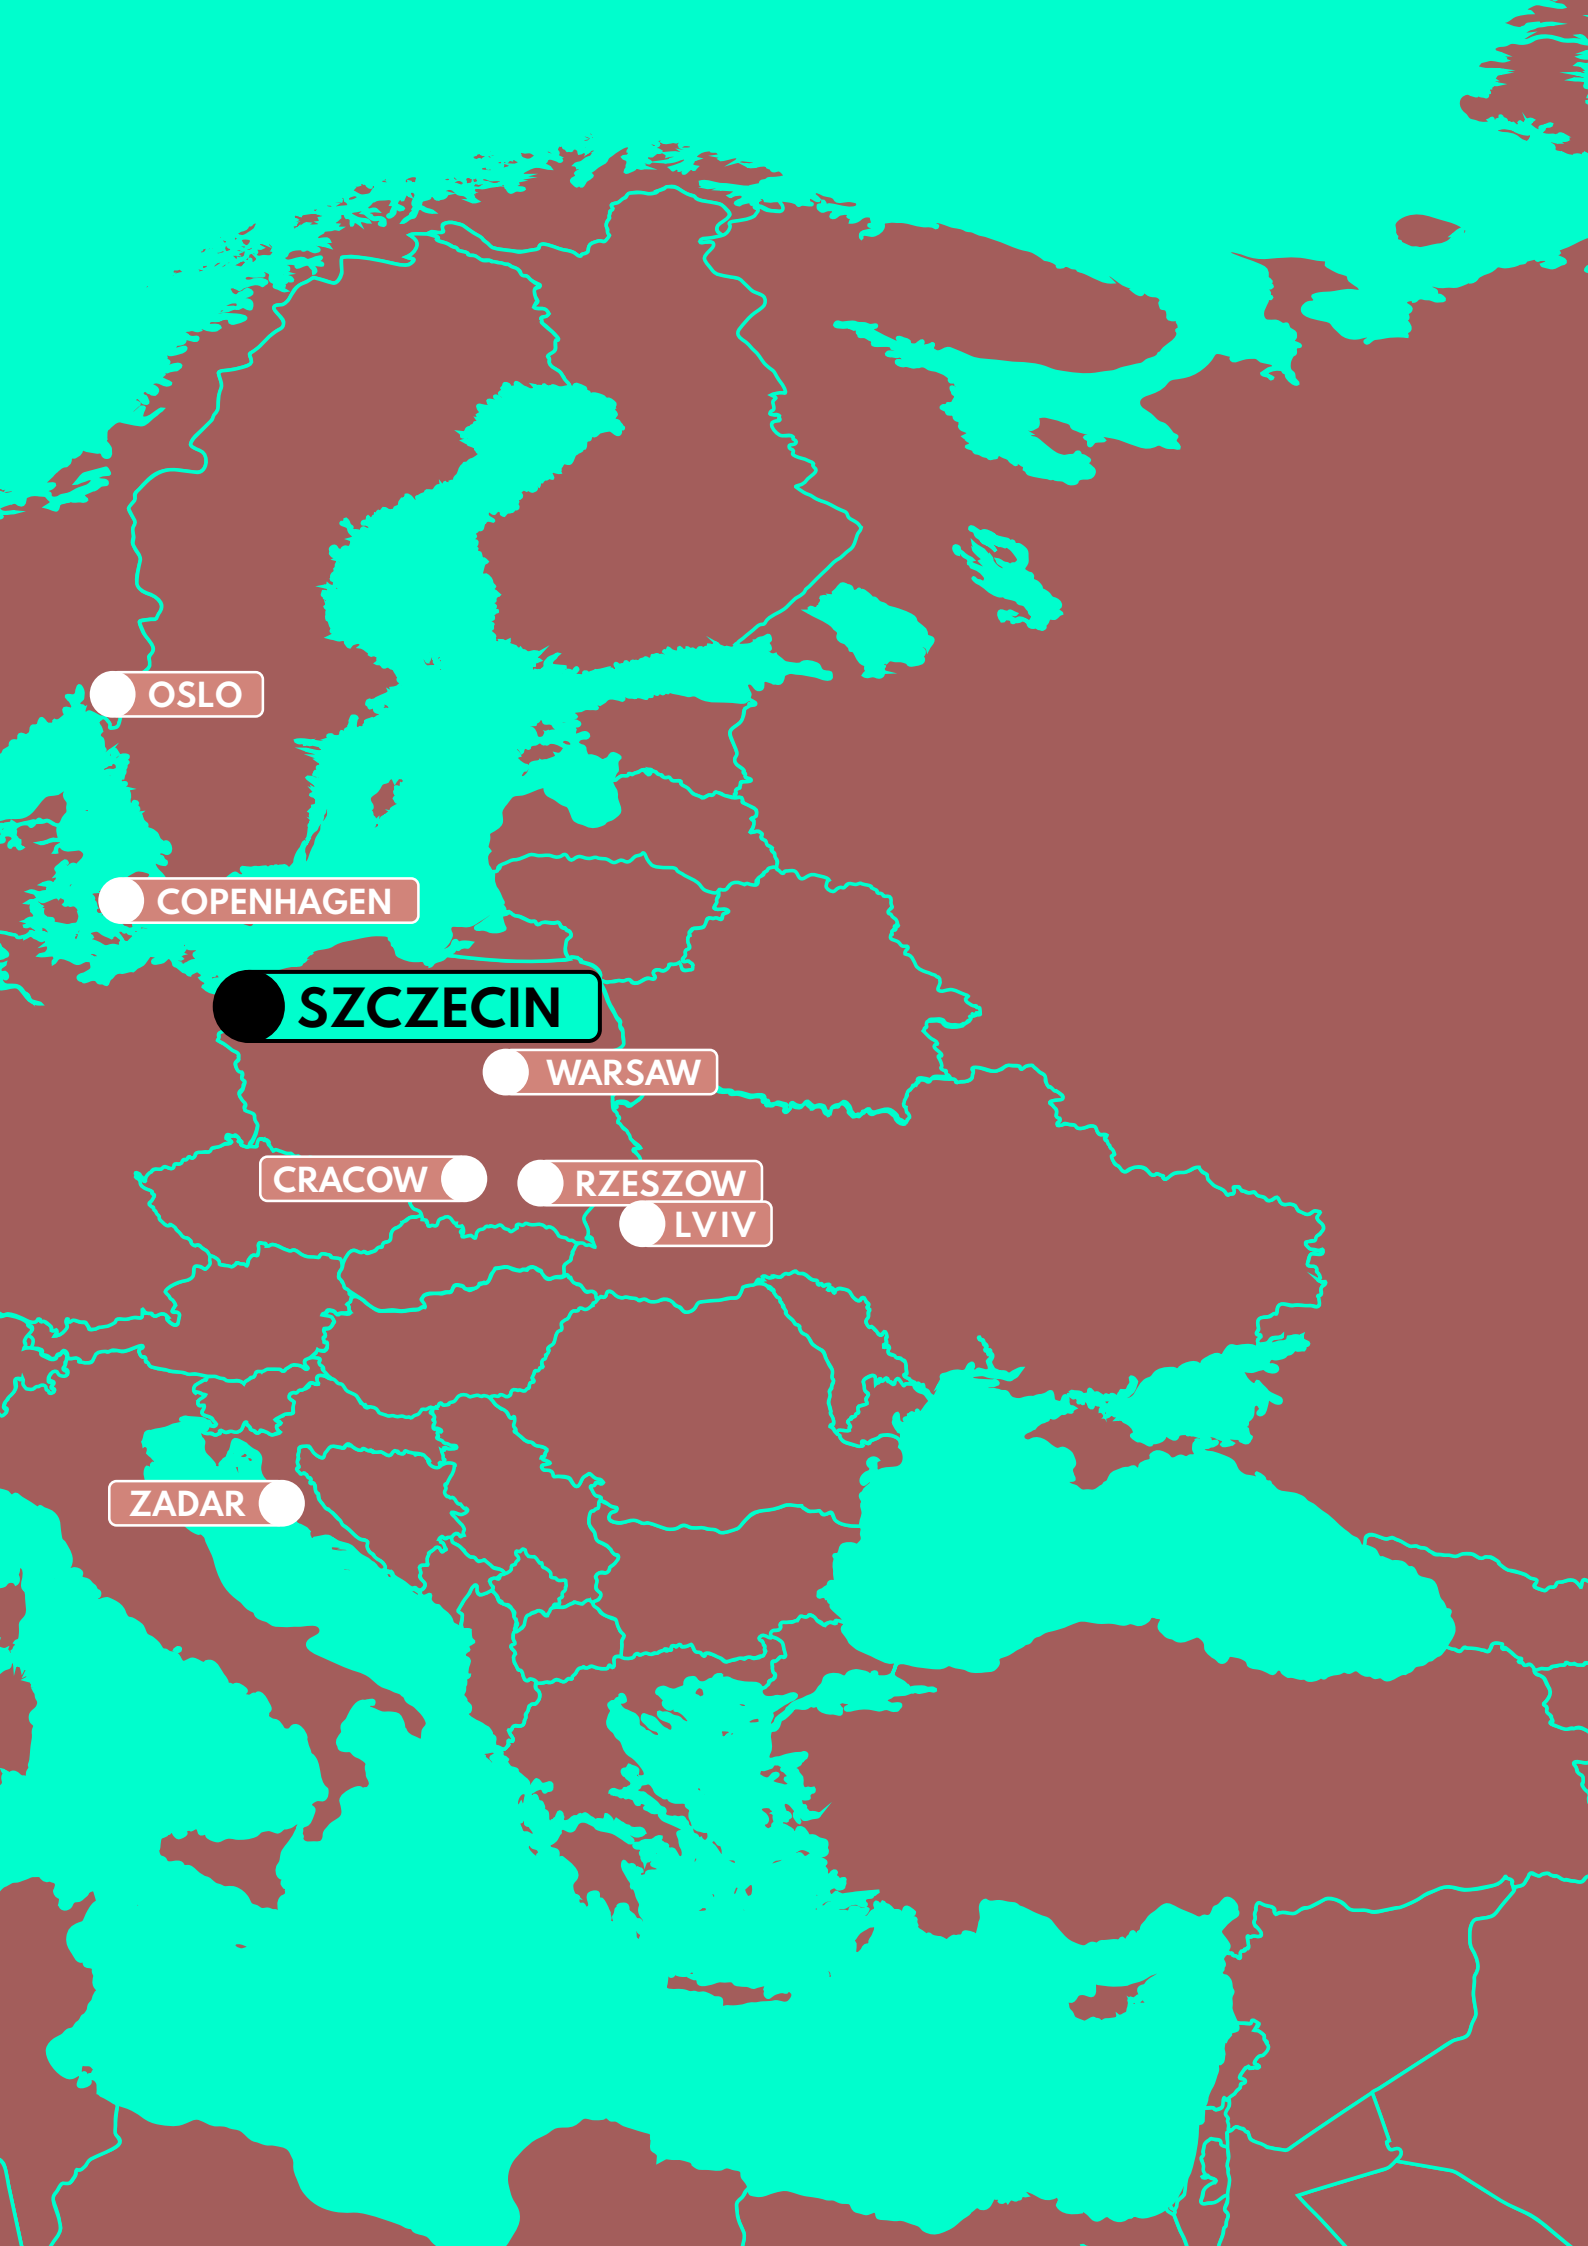 OSLO
COPENHAGEN
SZCZECIN
WARSAW
CRACOW
RZESZOW
LVIV
ZADAR